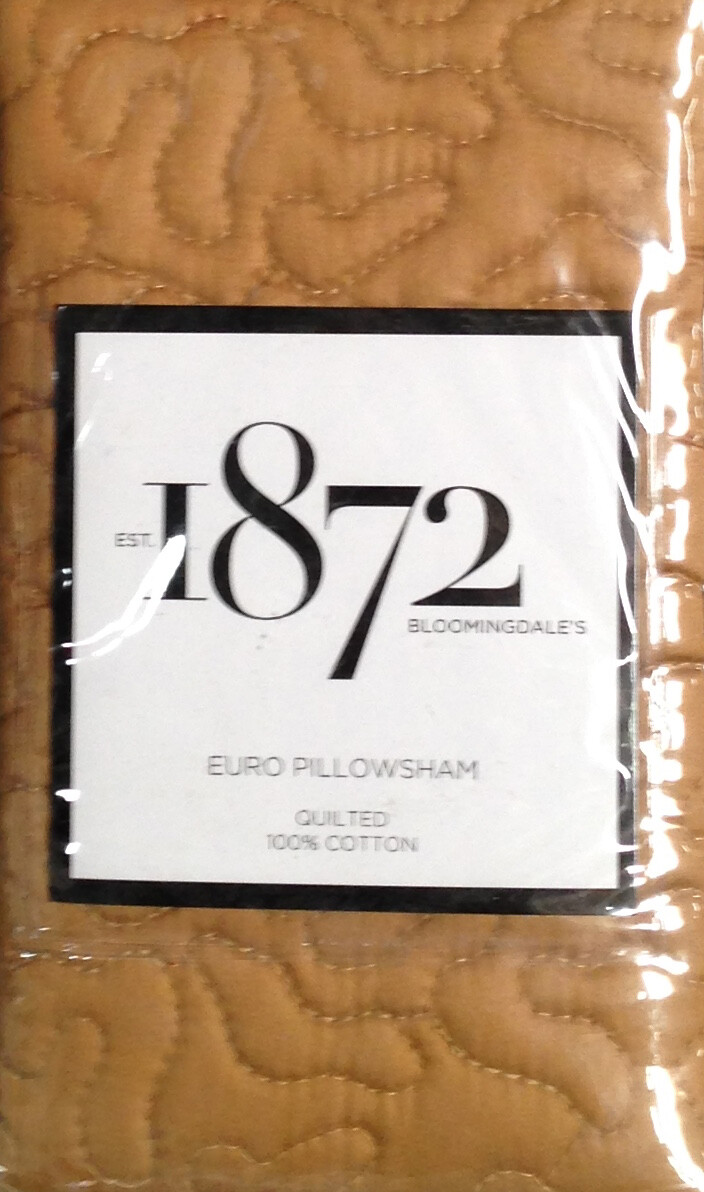 EST. 1872
BLOOMINGDALE'S
EURO PILLOWSHAM
QUILTED
100% COTTON